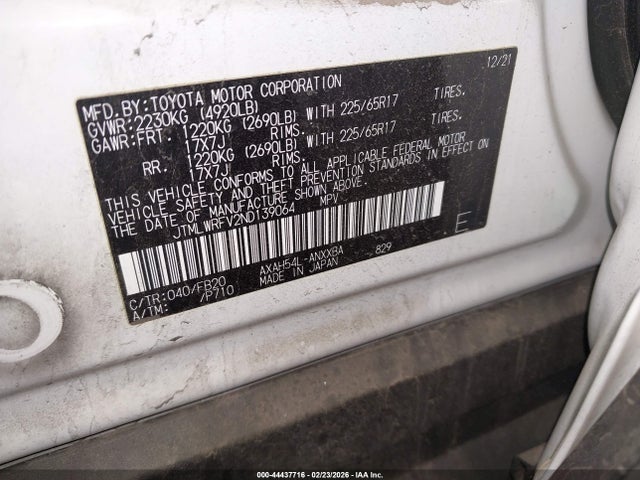 MFD.BY:TOYOTA MOTOR CORPORATION 12/21
GVWR:2230KG (4920LB)
GAWR:FRT. 1220KG (2690LB) WITH 225/65R17 TIRES.
17X7J RIMS.
RR. 1220KG (2690LB) WITH 225/65R17 TIRES.
17X7J RIMS.
THIS VEHICLE CONFORMS TO ALL APPLICABLE FEDERAL MOTOR
VEHICLE SAFETY AND THEFT PREVENTION STANDARDS IN EFFECT ON
THE DATE OF MANUFACTURE SHOWN ABOVE.
JTMLWRFV2ND139064 MPV
E
C/TR:040/FB20 AXAH54L-ANXXBA 829
A/TM: /P710 MADE IN JAPAN
000-44437716 - 02/23/2026 - IAA Inc.